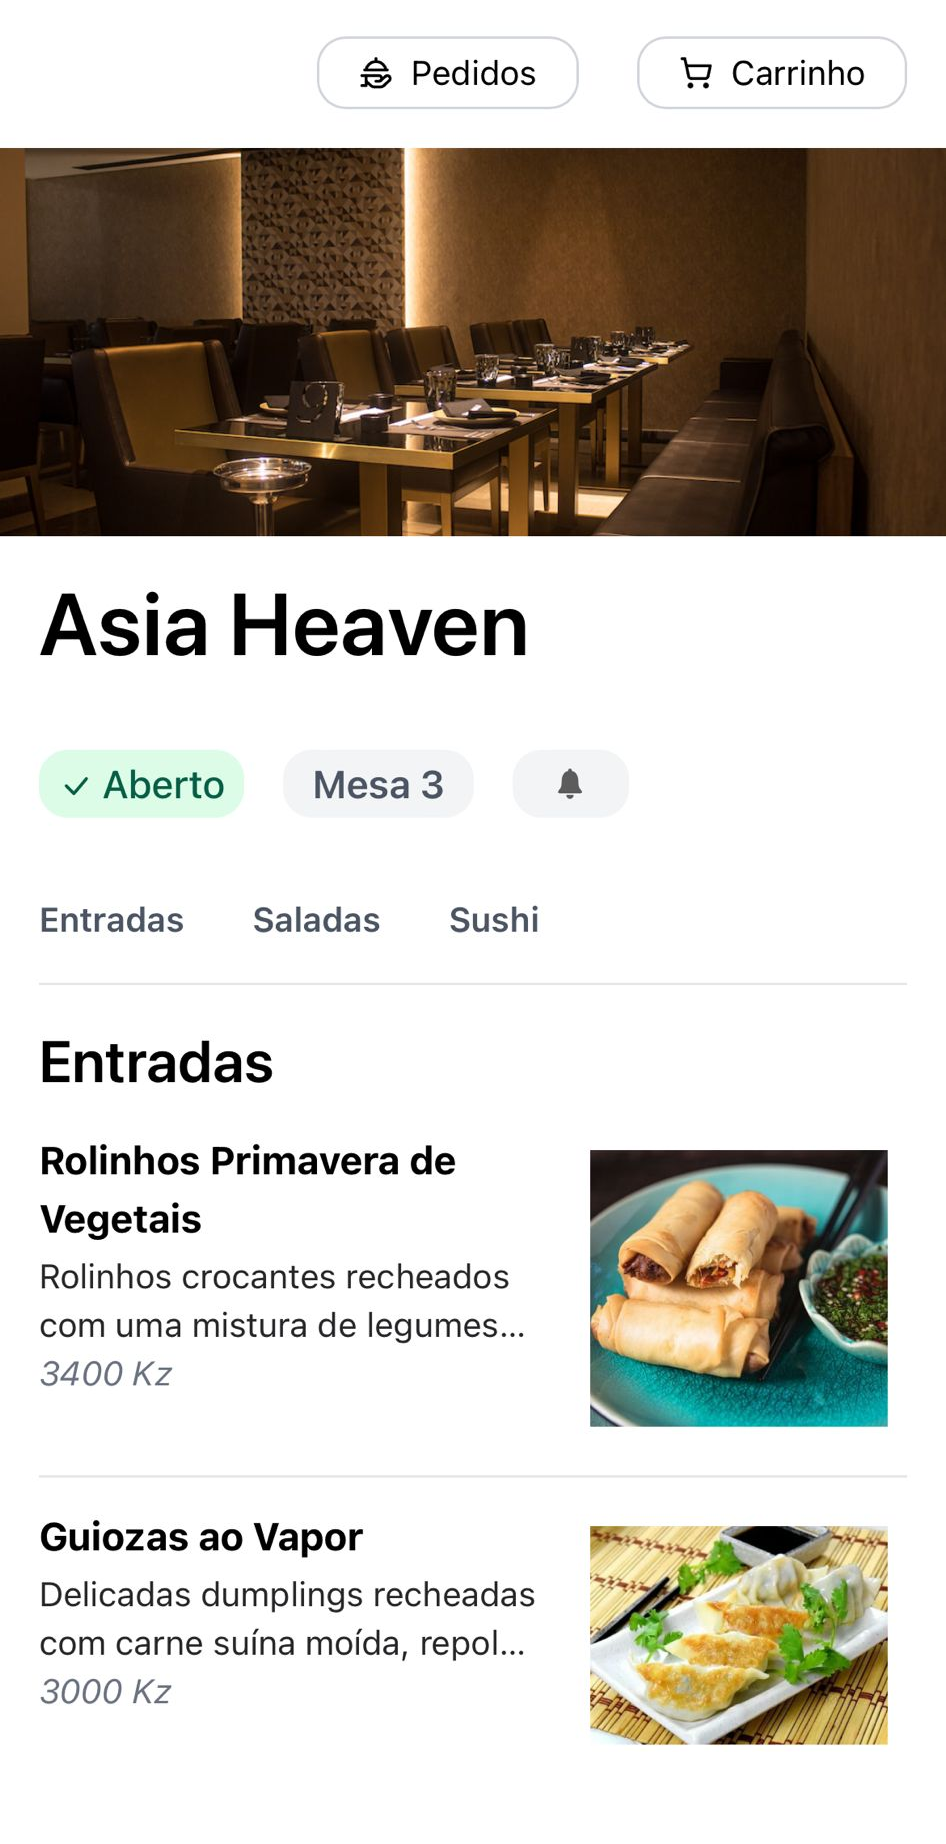 Pedidos
Carrinho
Asia Heaven
Aberto
Mesa 3
Entradas
Saladas
Sushi
Entradas
Rolinhos Primavera de
Vegetais
Rolinhos crocantes recheados
com uma mistura de legumes...
3400 Kz
Guiozas ao Vapor
Delicadas dumplings recheadas
com carne suína moída, repol...
3000 Kz